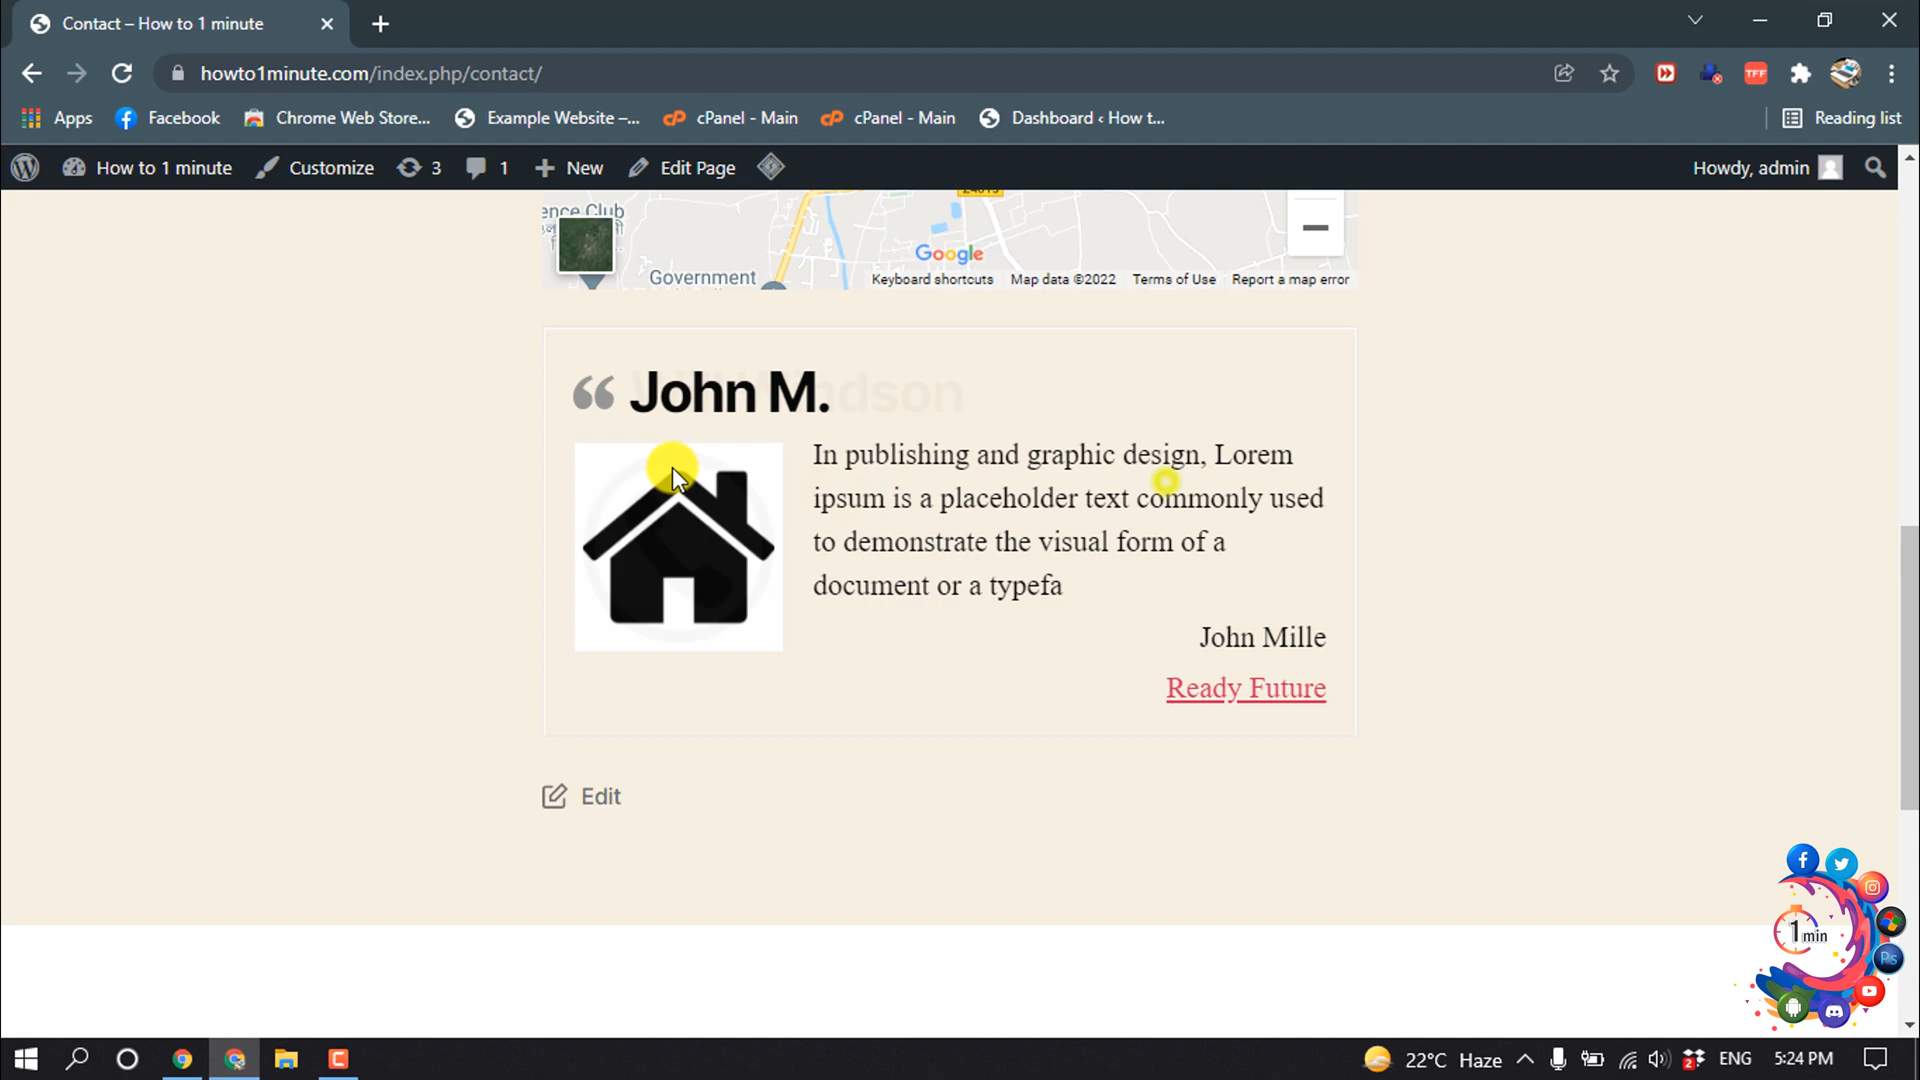 Contact – How to 1 minute
howto1minute.com/index.php/contact/
Apps
Facebook
Chrome Web Store...
Example Website –...
cPanel - Main
cPanel - Main
Dashboard ‹ How t...
Reading list
How to 1 minute
Customize
3
1
New
Edit Page
Howdy, admin
ence Club
Government
Google
Keyboard shortcuts
Map data ©2022
Terms of Use
Report a map error
“ John M.
In publishing and graphic design, Lorem
ipsum is a placeholder text commonly used
to demonstrate the visual form of a
document or a typefa
John Mille
Ready Future
Edit
1 min
Ps
22°C Haze
ENG
5:24 PM